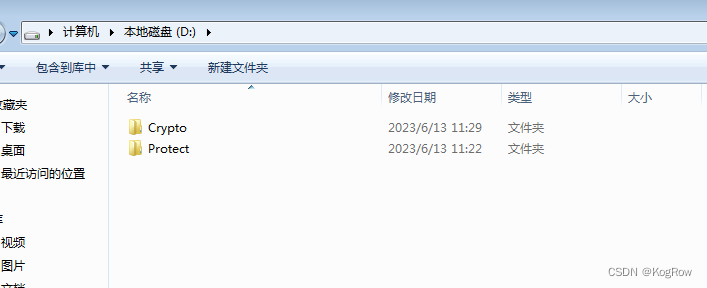 计算机 本地磁盘 (D:)
包含到库中 共享 新建文件夹
名称 修改日期 类型 大小
Crypto 2023/6/13 11:29 文件夹
Protect 2023/6/13 11:22 文件夹
藏夹
下载
桌面
最近访问的位置
视频
图片
CSDN @KogRow